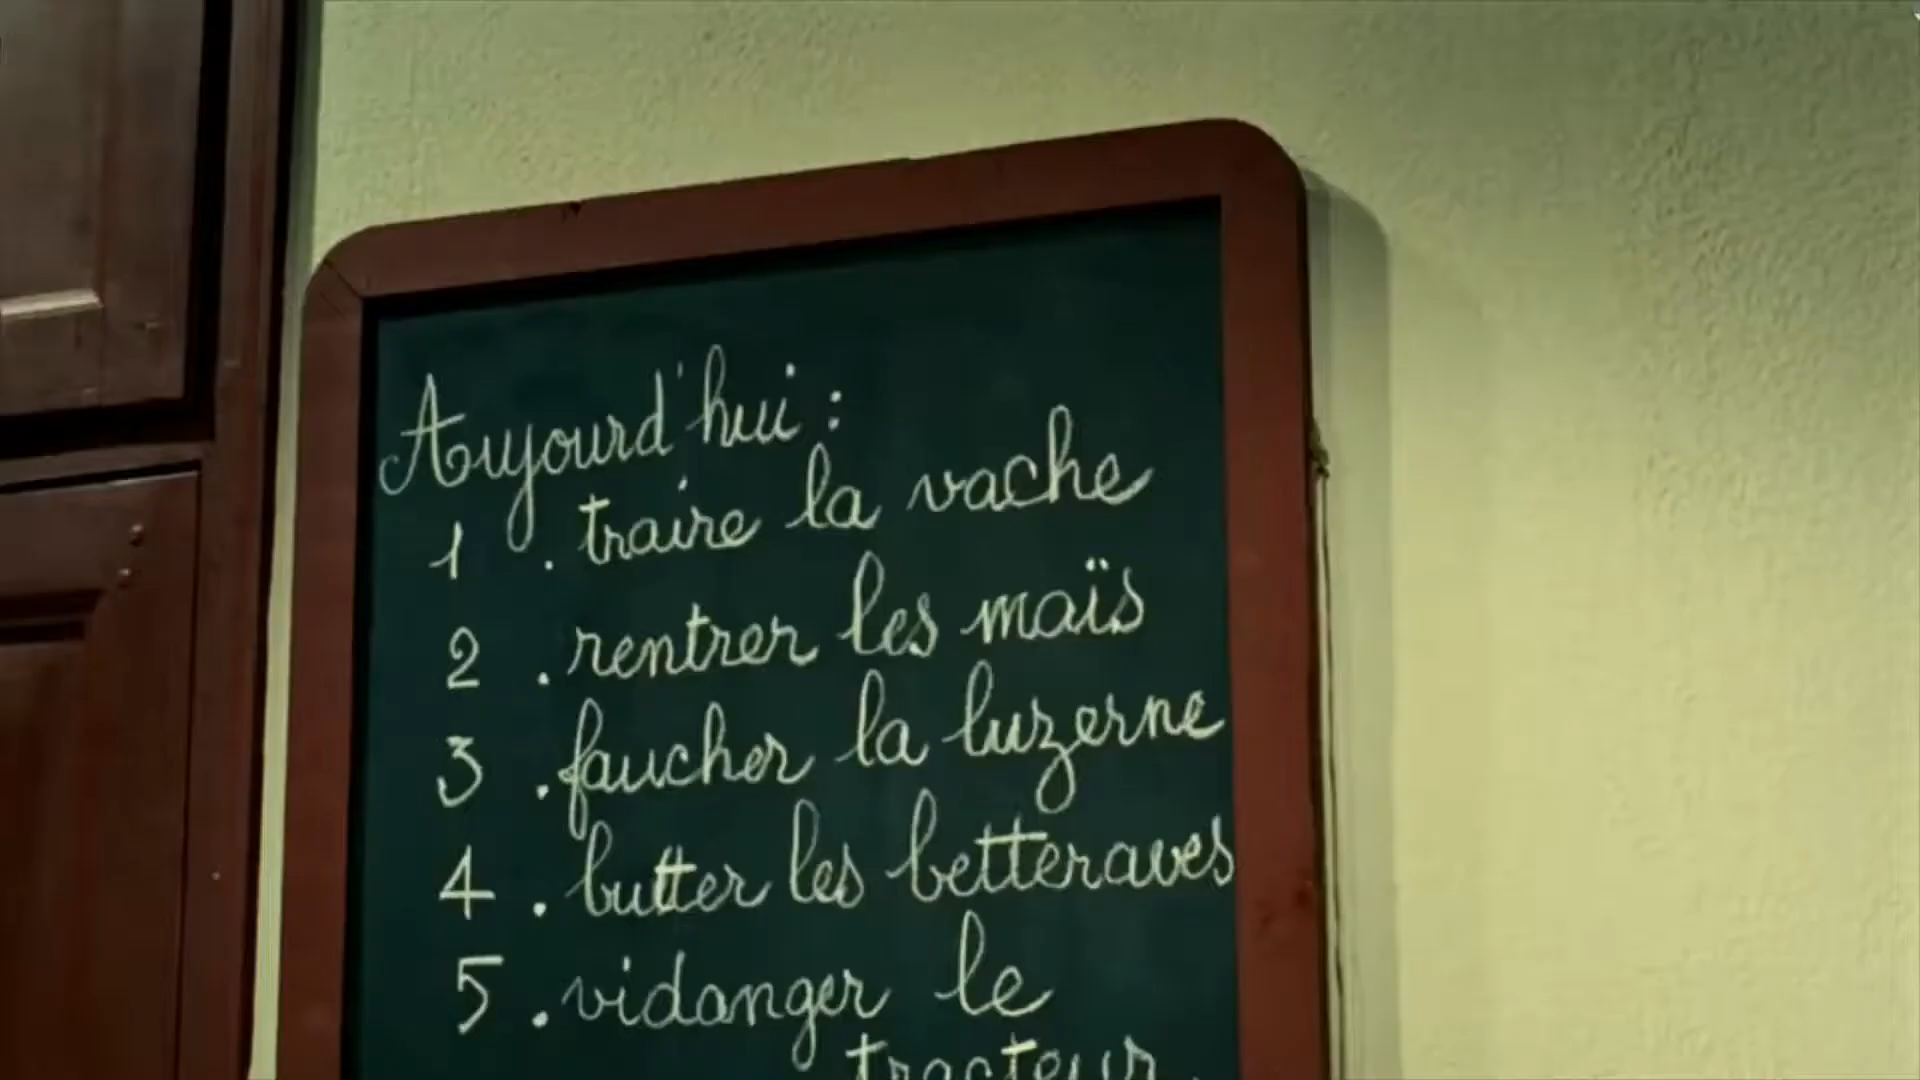 Aujourd'hui :
1 . traire la vache
2 . rentrer les maïs
3 . faucher la luzerne
4 . butter les betteraves
5 . vidanger le
tracteur.